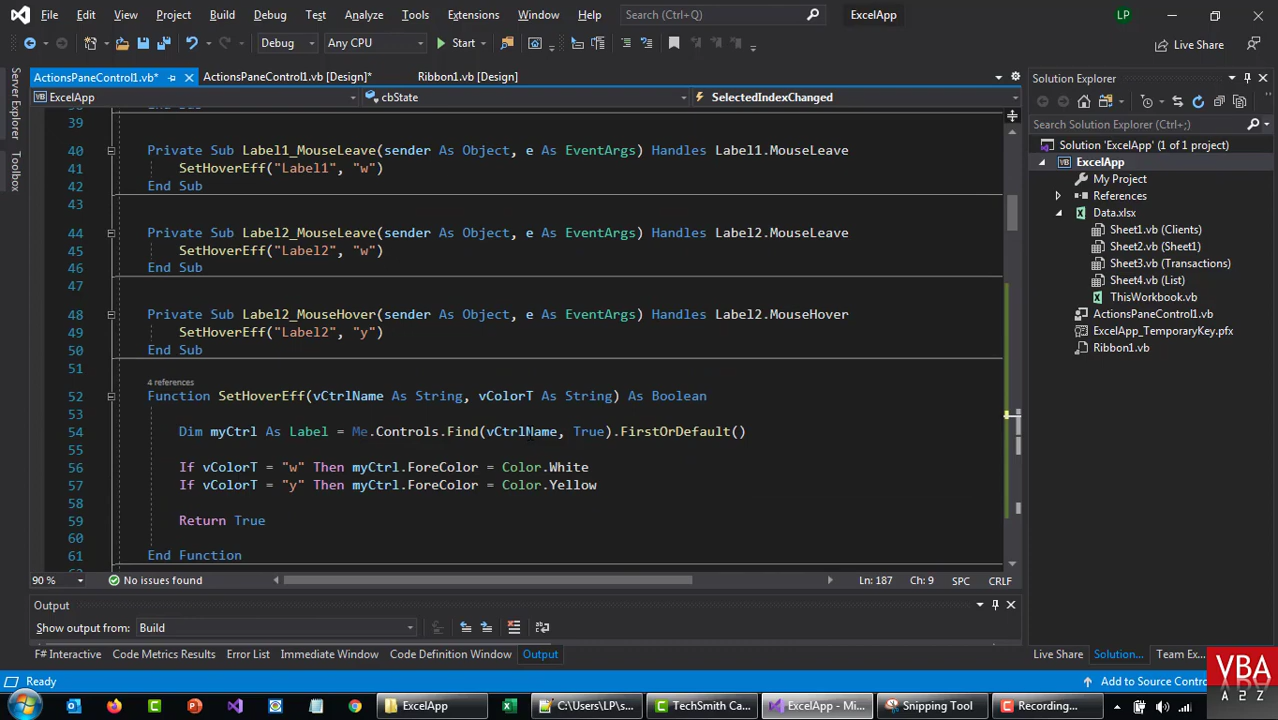 File Edit View Project Build Debug Test Analyze Tools Extensions Window Help Search (Ctrl+Q) ExcelApp LP
Debug Any CPU Start Live Share
ActionsPaneControl1.vb* ActionsPaneControl1.vb [Design]* Ribbon1.vb [Design]
Solution Explorer
ExcelApp cbState SelectedIndexChanged
Server Explorer
Toolbox
39
40 Private Sub Label1_MouseLeave(sender As Object, e As EventArgs) Handles Label1.MouseLeave
41 SetHoverEff("Label1", "w")
42 End Sub
43
44 Private Sub Label2_MouseLeave(sender As Object, e As EventArgs) Handles Label2.MouseLeave
45 SetHoverEff("Label2", "w")
46 End Sub
47
48 Private Sub Label2_MouseHover(sender As Object, e As EventArgs) Handles Label2.MouseHover
49 SetHoverEff("Label2", "y")
50 End Sub
51
4 references
52 Function SetHoverEff(vCtrlName As String, vColorT As String) As Boolean
53
54 Dim myCtrl As Label = Me.Controls.Find(vCtrlName, True).FirstOrDefault()
55
56 If vColorT = "w" Then myCtrl.ForeColor = Color.White
57 If vColorT = "y" Then myCtrl.ForeColor = Color.Yellow
58
59 Return True
60
61 End Function
Search Solution Explorer (Ctrl+;)
Solution 'ExcelApp' (1 of 1 project)
ExcelApp
My Project
References
Data.xlsx
Sheet1.vb (Clients)
Sheet2.vb (Sheet1)
Sheet3.vb (Transactions)
Sheet4.vb (List)
ThisWorkbook.vb
ActionsPaneControl1.vb
ExcelApp_TemporaryKey.pfx
Ribbon1.vb
90 % No issues found Ln: 187 Ch: 9 SPC CRLF
Output
Show output from: Build
F# Interactive Code Metrics Results Error List Immediate Window Code Definition Window Output
Live Share Solution... Team Ex...
Ready
Add to Source Contro
VBA
A2Z
ExcelApp C:\Users\LP\s... TechSmith Ca... ExcelApp - Mi... Snipping Tool Recording...